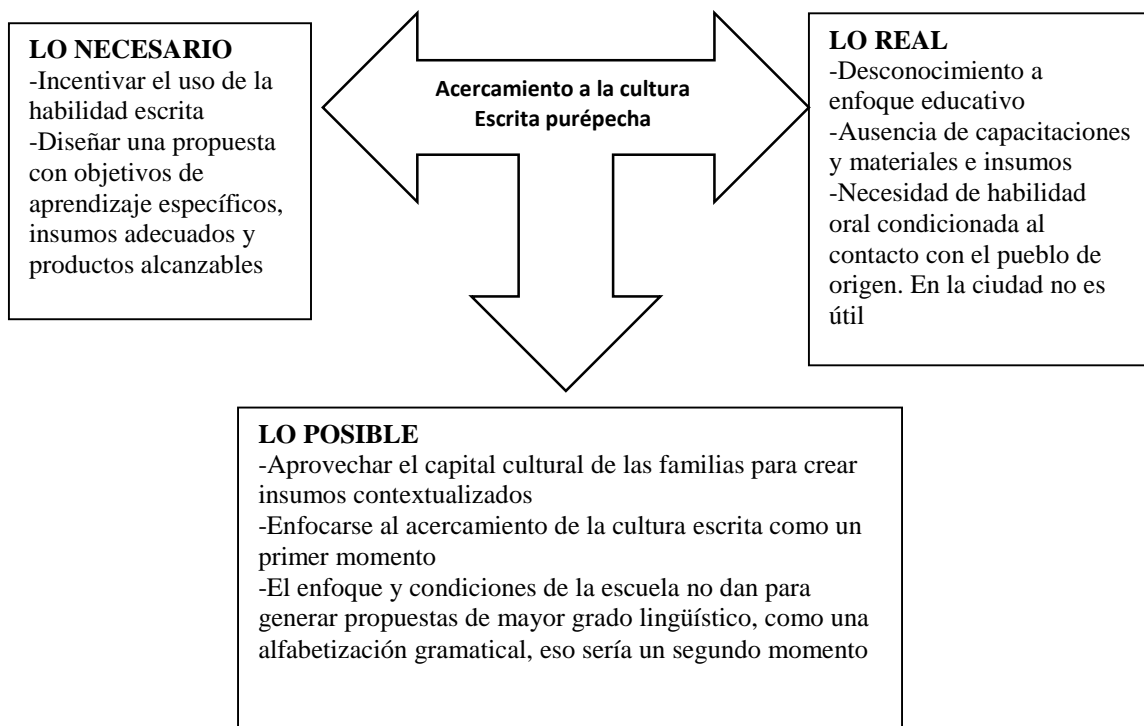 LO NECESARIO
-Incentivar el uso de la
habilidad escrita
-Diseñar una propuesta
con objetivos de
aprendizaje específicos,
insumos adecuados y
productos alcanzables
Acercamiento a la cultura
Escrita purépecha
LO REAL
-Desconocimiento a
enfoque educativo
-Ausencia de capacitaciones
y materiales e insumos
-Necesidad de habilidad
oral condicionada al
contacto con el pueblo de
origen. En la ciudad no es
útil
LO POSIBLE
-Aprovechar el capital cultural de las familias para crear
insumos contextualizados
-Enfocarse al acercamiento de la cultura escrita como un
primer momento
-El enfoque y condiciones de la escuela no dan para
generar propuestas de mayor grado lingüístico, como una
alfabetización gramatical, eso sería un segundo momento